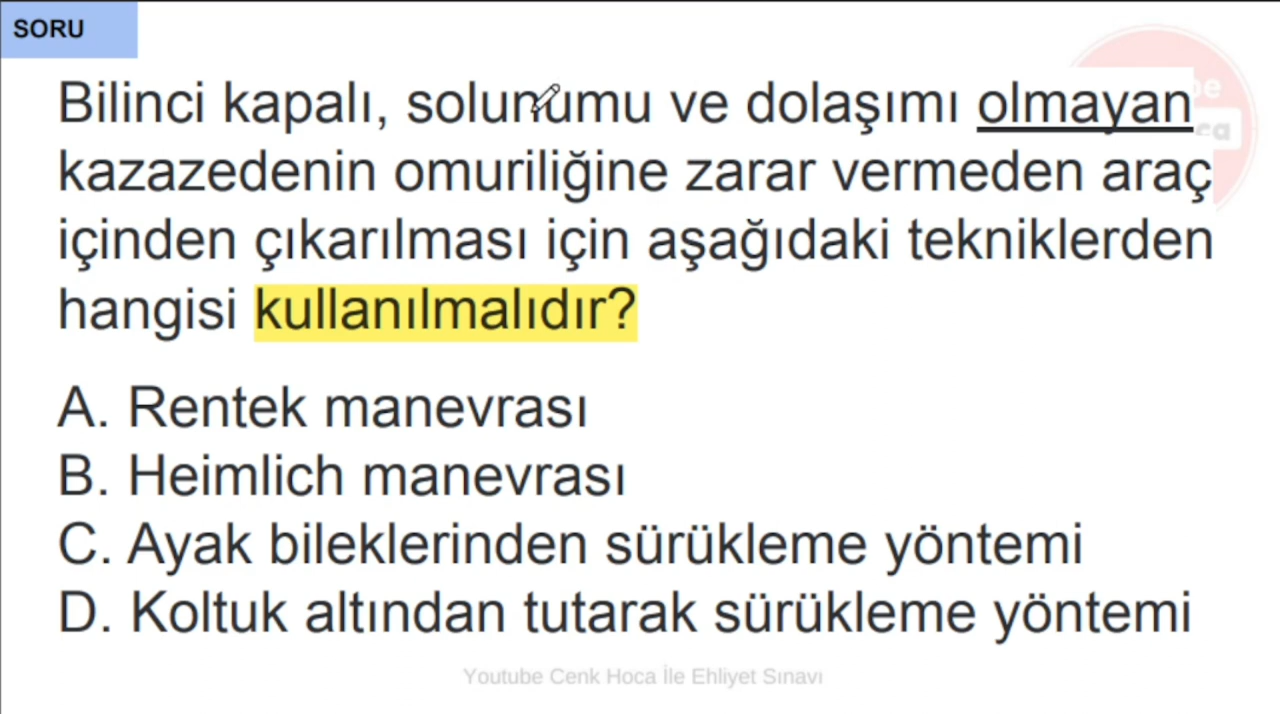 SORU
Bilinci kapalı, solunumu ve dolaşımı olmayan
kazazedenin omuriliğine zarar vermeden araç
içinden çıkarılması için aşağıdaki tekniklerden
hangisi kullanılmalıdır?
A. Rentek manevrası
B. Heimlich manevrası
C. Ayak bileklerinden sürükleme yöntemi
D. Koltuk altından tutarak sürükleme yöntemi
Youtube Cenk Hoca İle Ehliyet Sınavı